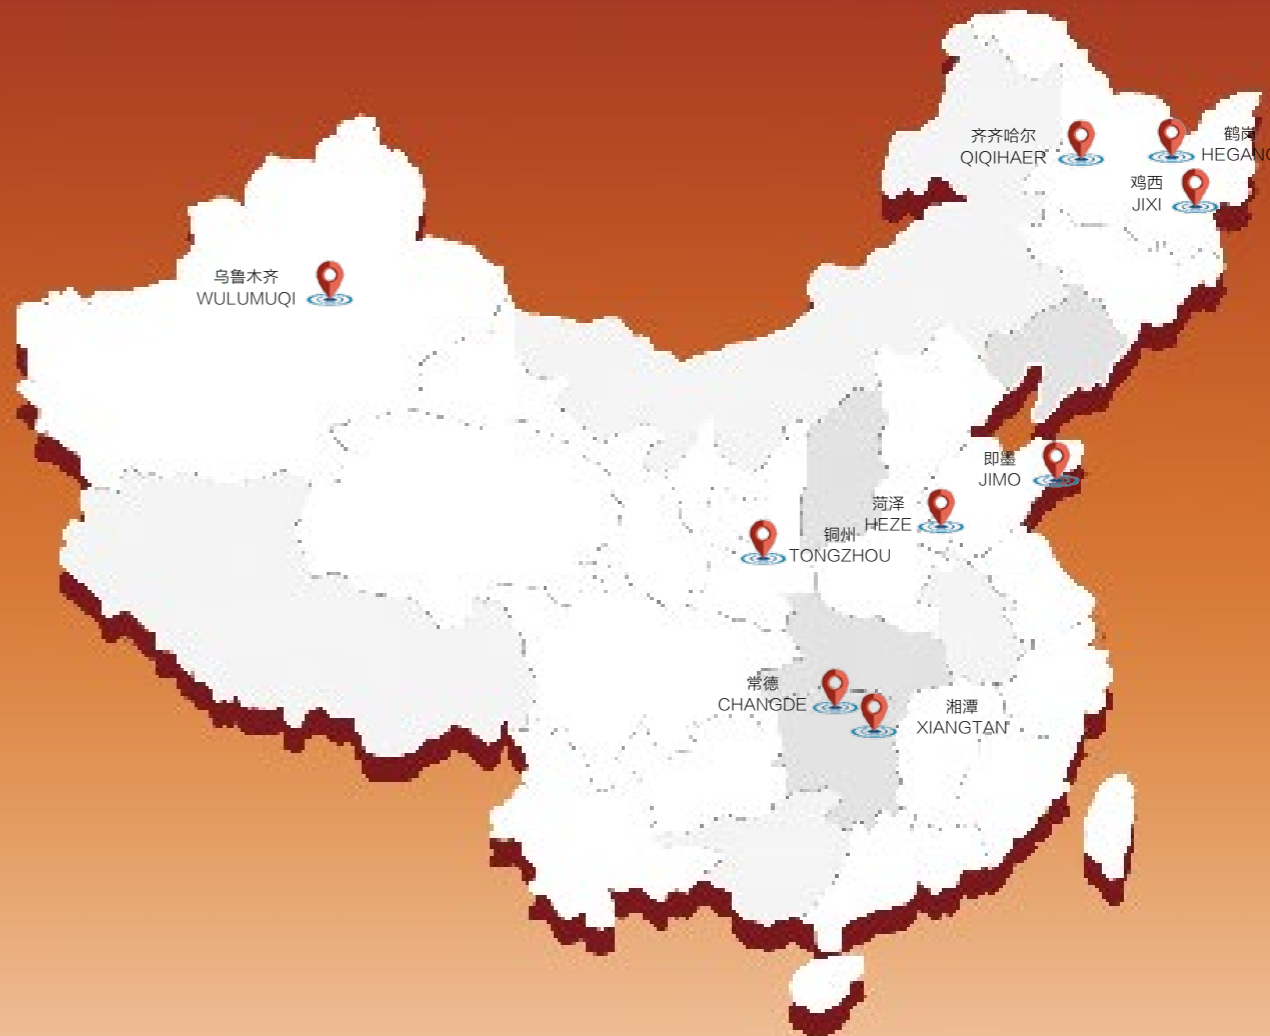 齐齐哈尔
QIQIHAER
鹤岗
HEGANG
鸡西
JIXI
乌鲁木齐
WULUMUQI
即墨
JIMO
菏泽
HEZE
铜州
TONGZHOU
常德
CHANGDE
湘潭
XIANGTAN